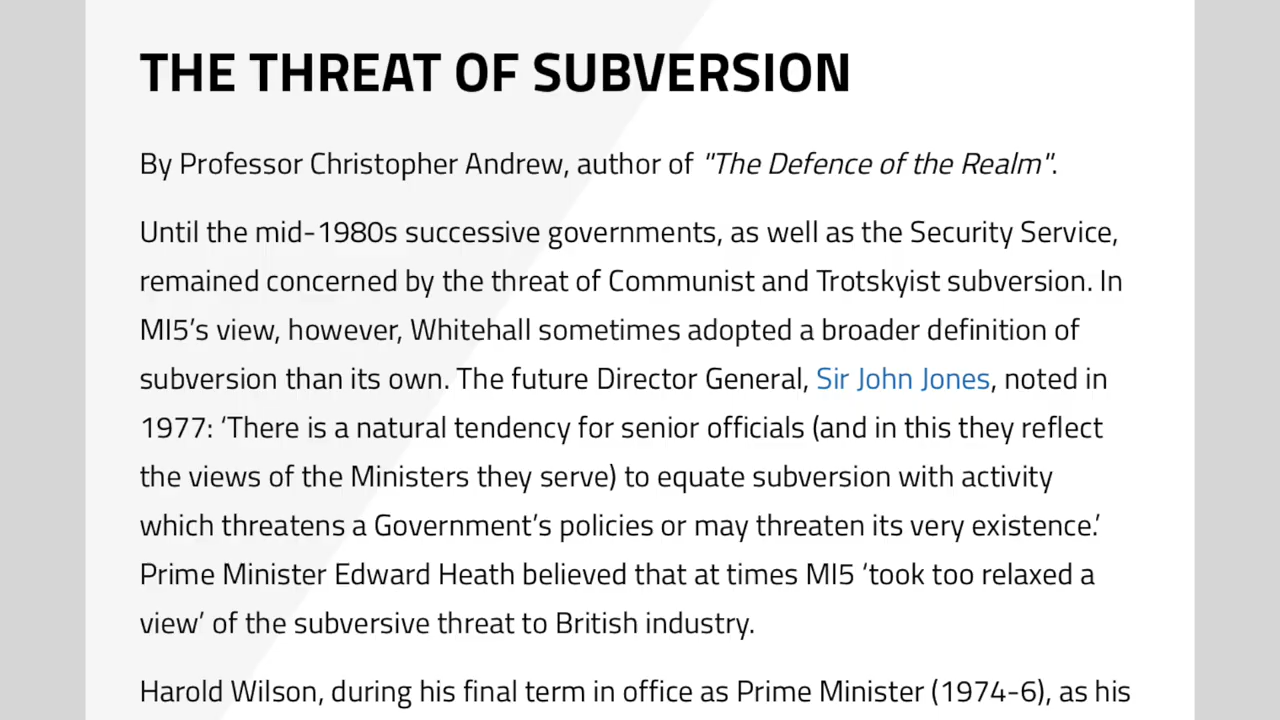 THE THREAT OF SUBVERSION
By Professor Christopher Andrew, author of "The Defence of the Realm".
Until the mid-1980s successive governments, as well as the Security Service,
remained concerned by the threat of Communist and Trotskyist subversion. In
MI5’s view, however, Whitehall sometimes adopted a broader definition of
subversion than its own. The future Director General, Sir John Jones, noted in
1977: ‘There is a natural tendency for senior officials (and in this they reflect
the views of the Ministers they serve) to equate subversion with activity
which threatens a Government’s policies or may threaten its very existence.’
Prime Minister Edward Heath believed that at times MI5 ‘took too relaxed a
view’ of the subversive threat to British industry.
Harold Wilson, during his final term in office as Prime Minister (1974-6), as his